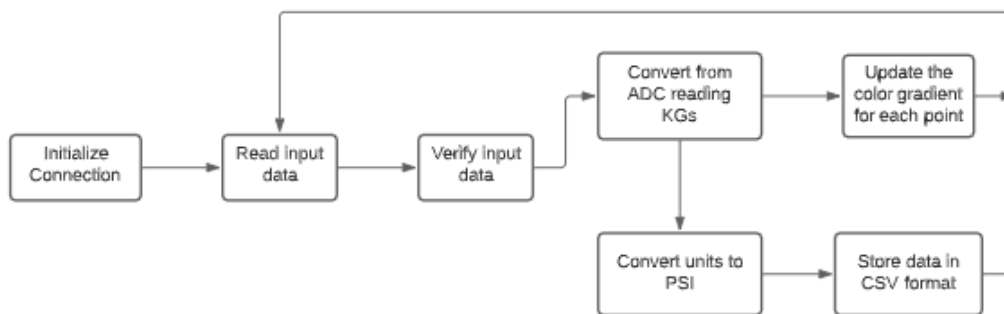 Initialize
Connection
Read input
data
Verify input
data
Convert from
ADC reading
KGs
Update the
color gradient
for each point
Convert units to
PSI
Store data in
CSV format